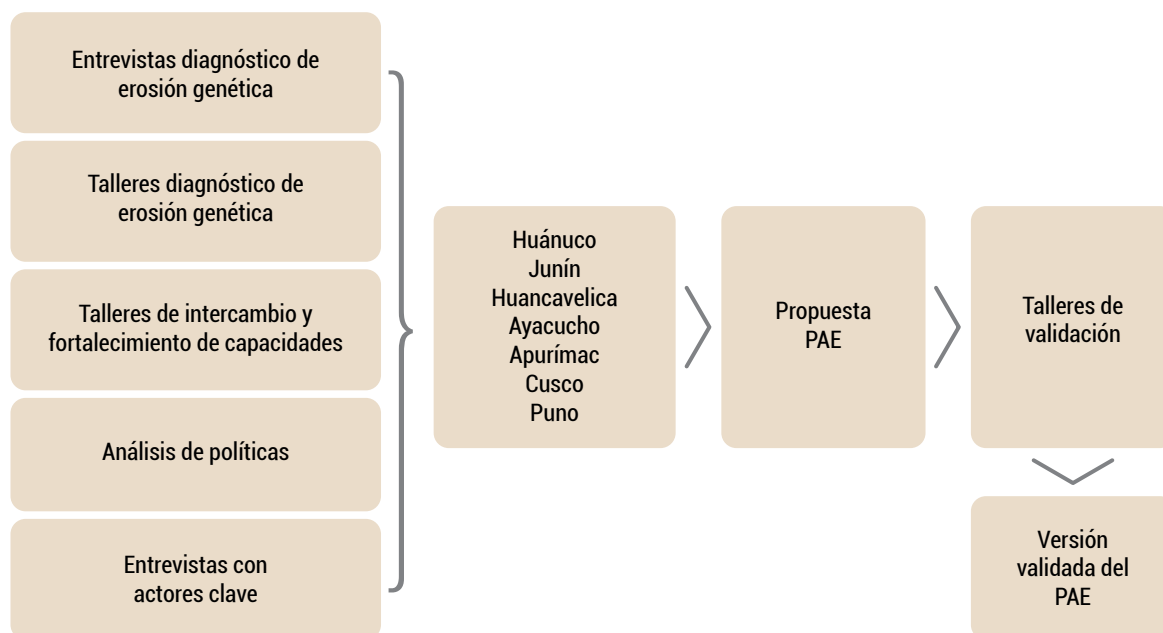 Entrevistas diagnóstico de
erosión genética
Talleres diagnóstico de
erosión genética
Talleres de intercambio y
fortalecimiento de capacidades
Análisis de políticas
Entrevistas con
actores clave
Huánuco
Junín
Huancavelica
Ayacucho
Apurímac
Cusco
Puno
Propuesta
PAE
Talleres de
validación
Versión
validada del
PAE